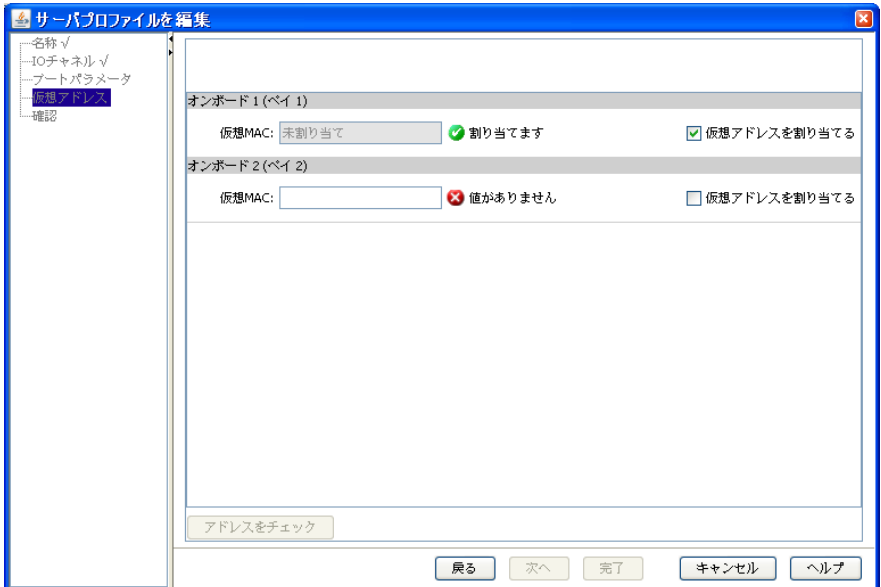 サーバプロファイルを編集
名称 √
IOチャネル √
ブートパラメータ
仮想アドレス
確認
オンボード 1 (ベイ 1)
仮想MAC: 未割り当て 割り当てます 仮想アドレスを割り当てる
オンボード 2 (ベイ 2)
仮想MAC: 値がありません 仮想アドレスを割り当てる
アドレスをチェック
戻る 次へ 完了 キャンセル ヘルプ